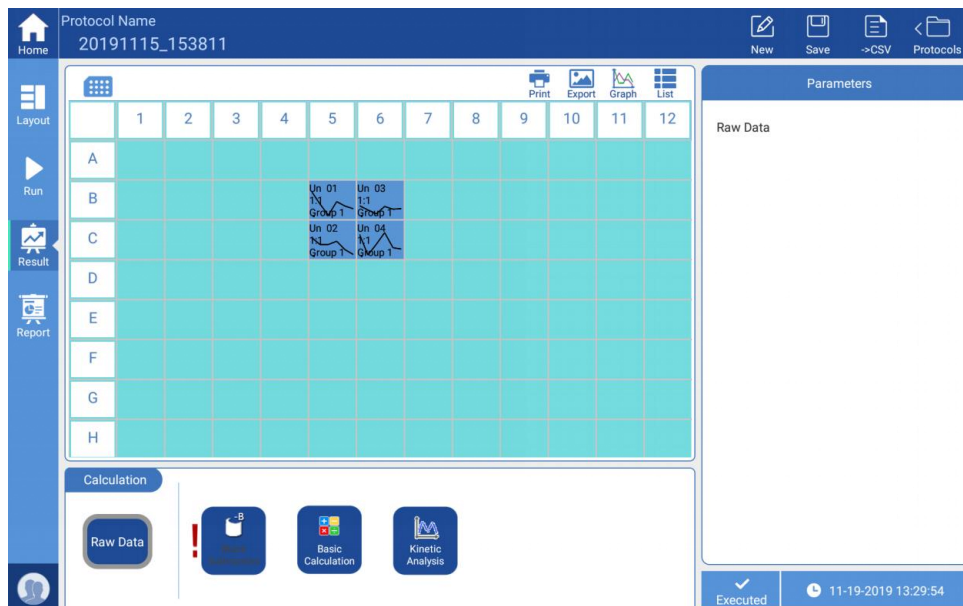 Protocol Name
20191115_153811
Home
New
Save
->CSV
Protocols
Layout
Run
Result
Report
Print
Export
Graph
List
1 2 3 4 5 6 7 8 9 10 11 12
A
B
C
D
E
F
G
H
Un 01
1:1
Group 1
Un 03
1:1
Group 1
Un 02
1:1
Group 1
Un 04
1:1
Group 1
Calculation
Raw Data
!
-B
Basic
Calculation
Kinetic
Analysis
Parameters
Raw Data
Executed
11-19-2019 13:29:54